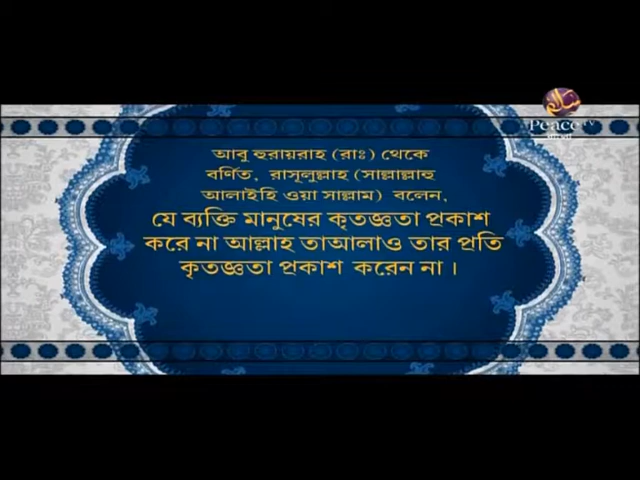 سلام
Peace TV
বাংলা
আবু হুরায়রাহ (রাঃ) থেকে
বর্ণিত, রাসূলুল্লাহ (সাল্লাল্লাহু
আলাইহি ওয়া সাল্লাম) বলেন,
যে ব্যক্তি মানুষের কৃতজ্ঞতা প্রকাশ
করে না আল্লাহ তাআলাও তার প্রতি
কৃতজ্ঞতা প্রকাশ করেন না।